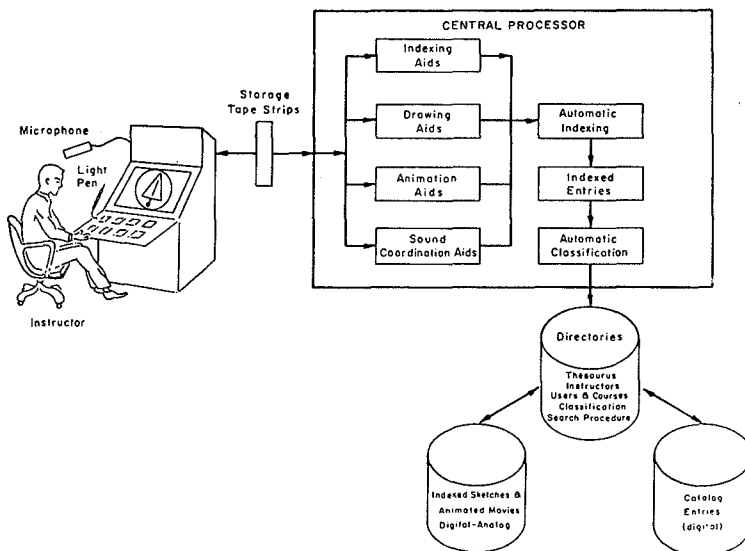 CENTRAL PROCESSOR
Indexing
Aids
Storage
Tape Strips
Microphone
Drawing
Aids
Automatic
Indexing
Light
Pen
Animation
Aids
Indexed
Entries
Sound
Coordination Aids
Automatic
Classification
Instructor
Directories
Thesaurus
Instructors
Users & Courses
Classification
Search Procedure
Indexed Sketches &
Animated Movies
Digital-Analog
Catalog
Entries
(digital)